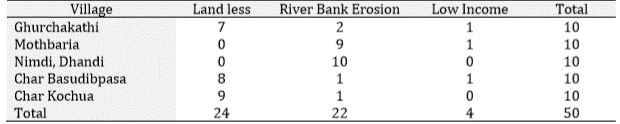 Village Land less River Bank Erosion Low Income Total
Ghurchakathi 7 2 1 10
Mothbaria 0 9 1 10
Nimdi, Dhandi 0 10 0 10
Char Basudibpasa 8 1 1 10
Char Kochua 9 1 0 10
Total 24 22 4 50